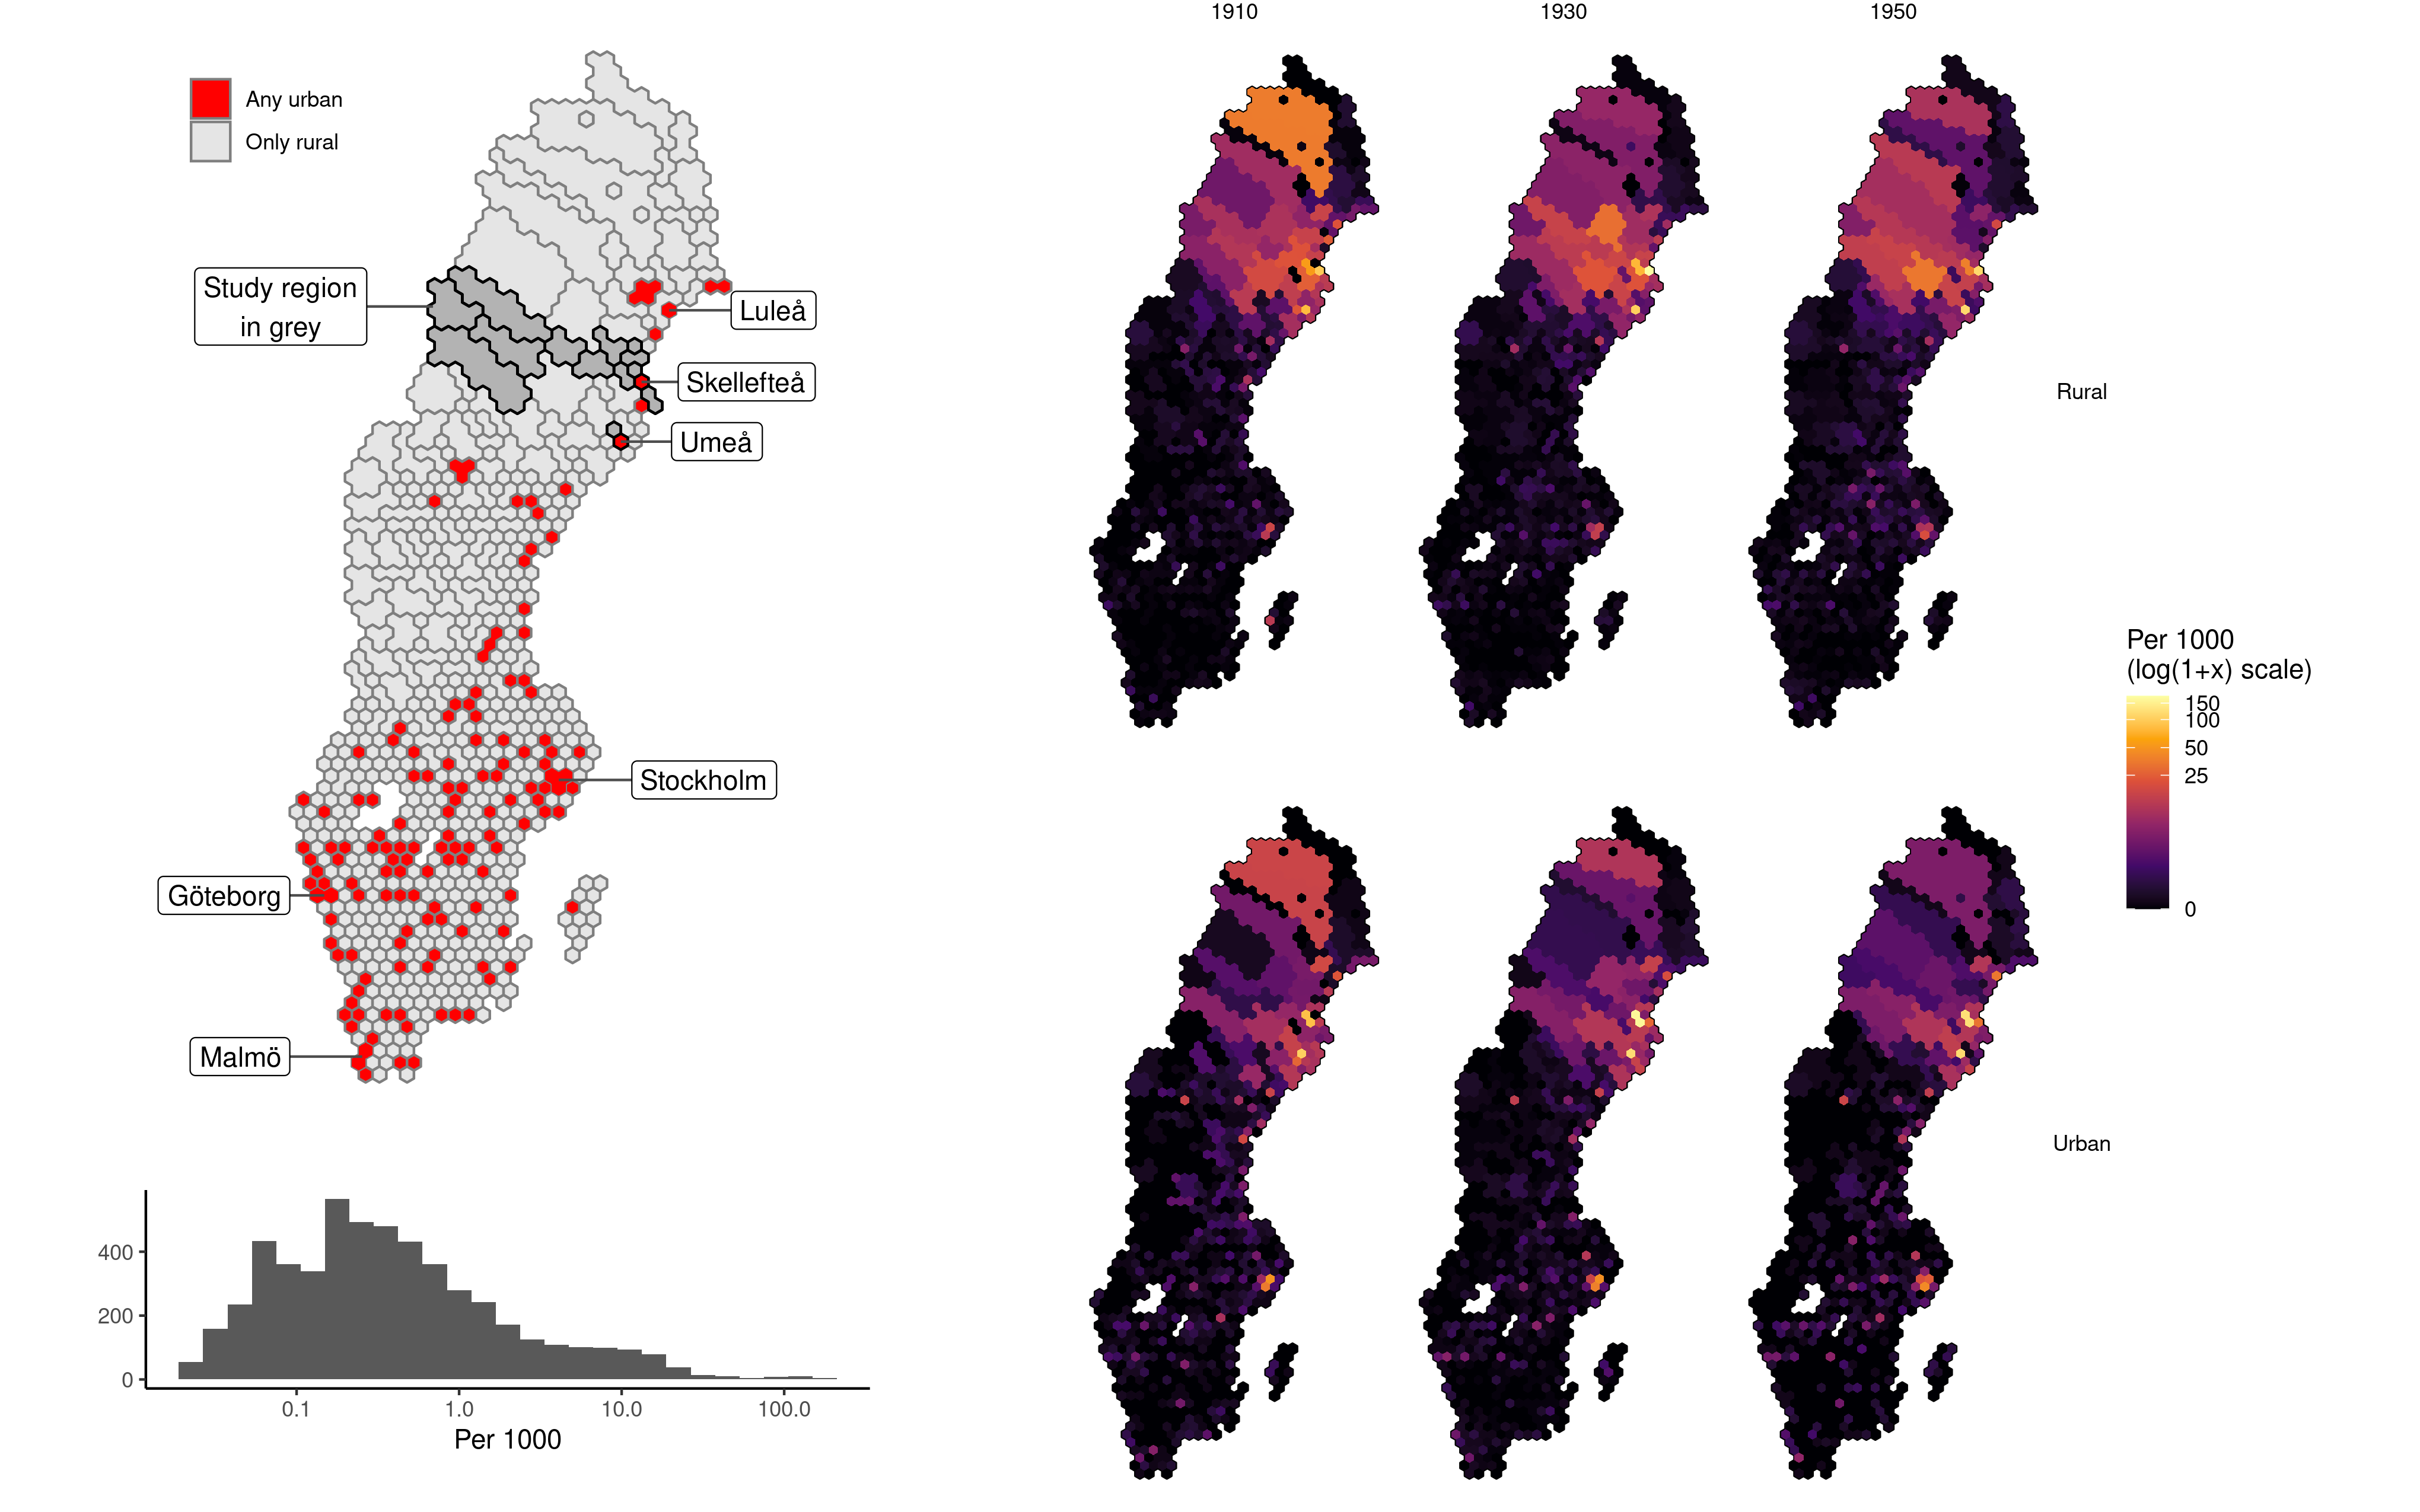 1910
1930
1950
Any urban
Only rural
Study region
in grey
Luleå
Skellefteå
Umeå
Stockholm
Göteborg
Malmö
Rural
Urban
Per 1000
(log(1+x) scale)
150
100
50
25
0
400
200
0
0.1
1.0
10.0
100.0
Per 1000